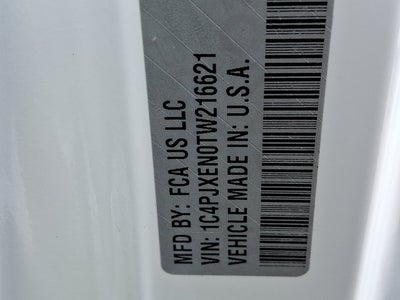 MFD BY: FCA US LLC
VIN: 1C4PJXEN0TW216621
VEHICLE MADE IN: U.S.A.